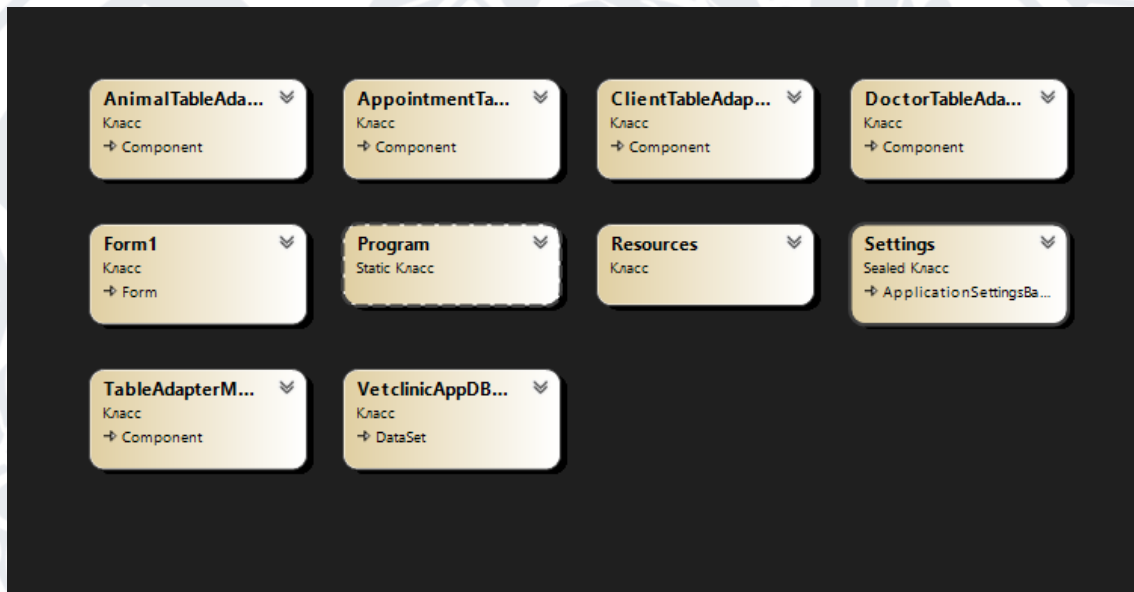 AnimalTableAda...
Класс
Component
AppointmentTa...
Класс
Component
ClientTableAdap...
Класс
Component
DoctorTableAda...
Класс
Component
Form1
Класс
Form
Program
Static Класс
Resources
Класс
Settings
Sealed Класс
ApplicationSettingsBa...
TableAdapterM...
Класс
Component
VetclinicAppDB...
Класс
DataSet